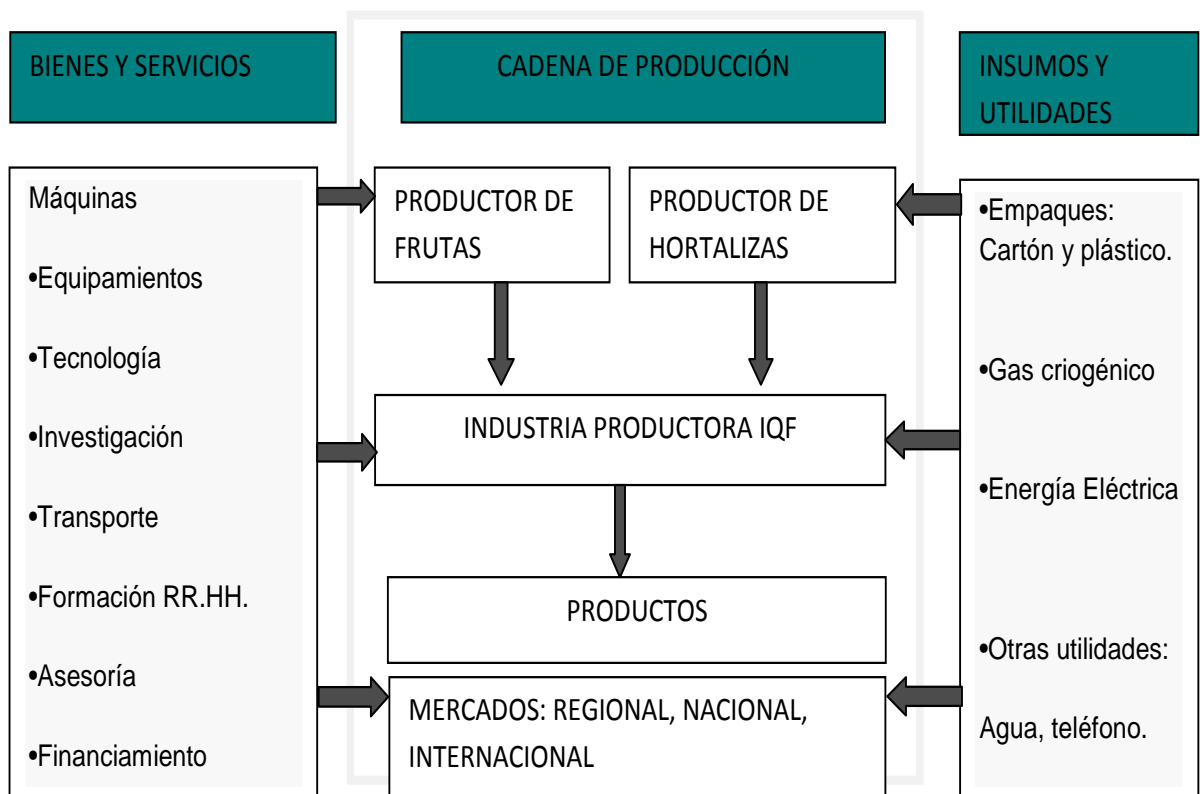 BIENES Y SERVICIOS
CADENA DE PRODUCCIÓN
INSUMOS Y
UTILIDADES
Máquinas
•Equipamientos
•Tecnología
•Investigación
•Transporte
•Formación RR.HH.
•Asesoría
•Financiamiento
PRODUCTOR DE
FRUTAS
PRODUCTOR DE
HORTALIZAS
INDUSTRIA PRODUCTORA IQF
PRODUCTOS
MERCADOS: REGIONAL, NACIONAL,
INTERNACIONAL
•Empaques:
Cartón y plástico.
•Gas criogénico
•Energía Eléctrica
•Otras utilidades:
Agua, teléfono.